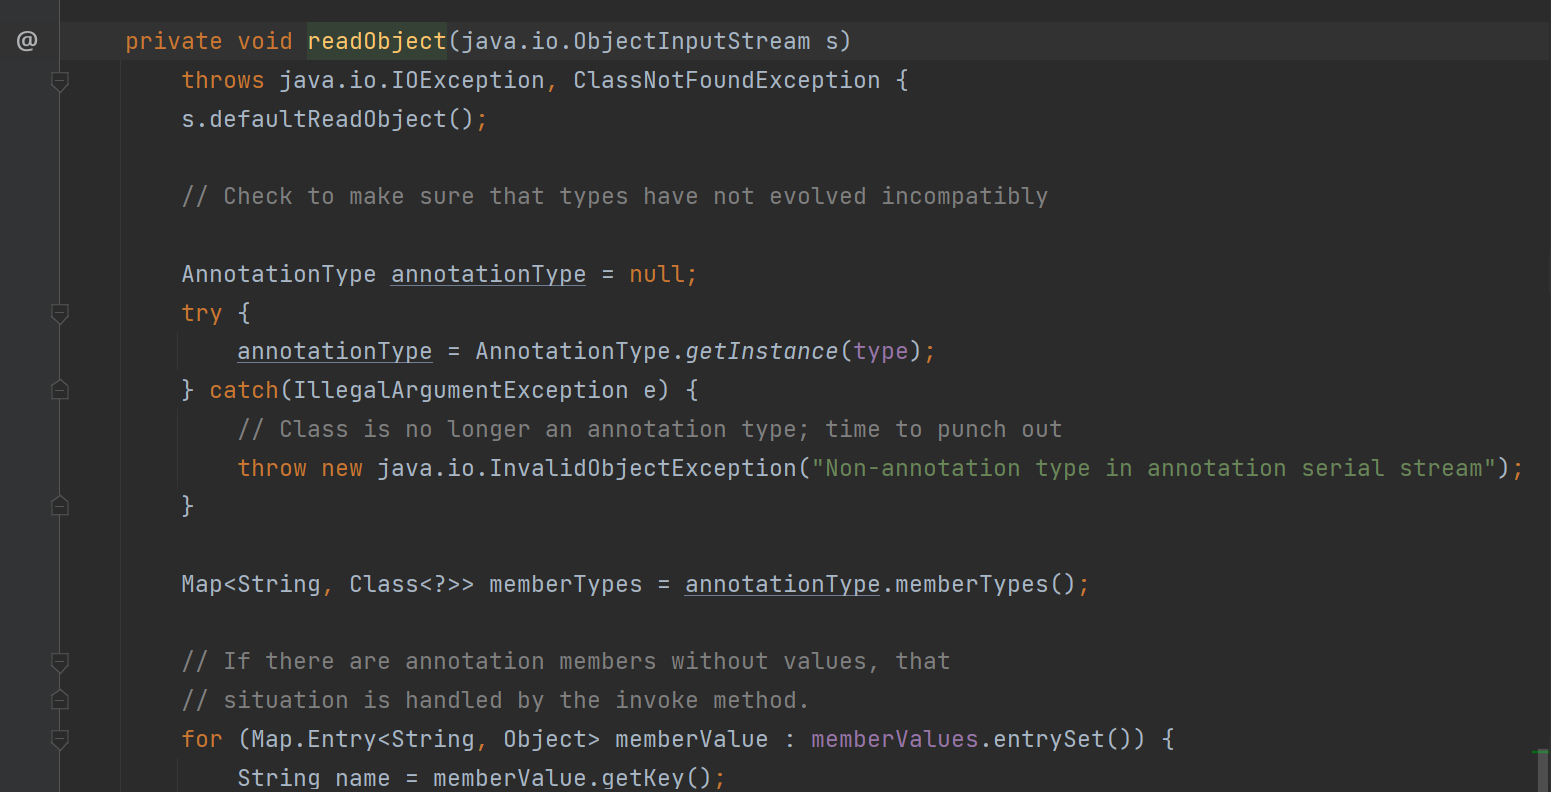 @ private void readObject(java.io.ObjectInputStream s)
throws java.io.IOException, ClassNotFoundException {
s.defaultReadObject();
// Check to make sure that types have not evolved incompatibly
AnnotationType annotationType = null;
try {
annotationType = AnnotationType.getInstance(type);
} catch(IllegalArgumentException e) {
// Class is no longer an annotation type; time to punch out
throw new java.io.InvalidObjectException("Non-annotation type in annotation serial stream");
}
Map<String, Class<?>> memberTypes = annotationType.memberTypes();
// If there are annotation members without values, that
// situation is handled by the invoke method.
for (Map.Entry<String, Object> memberValue : memberValues.entrySet()) {
String name = memberValue.getKey();